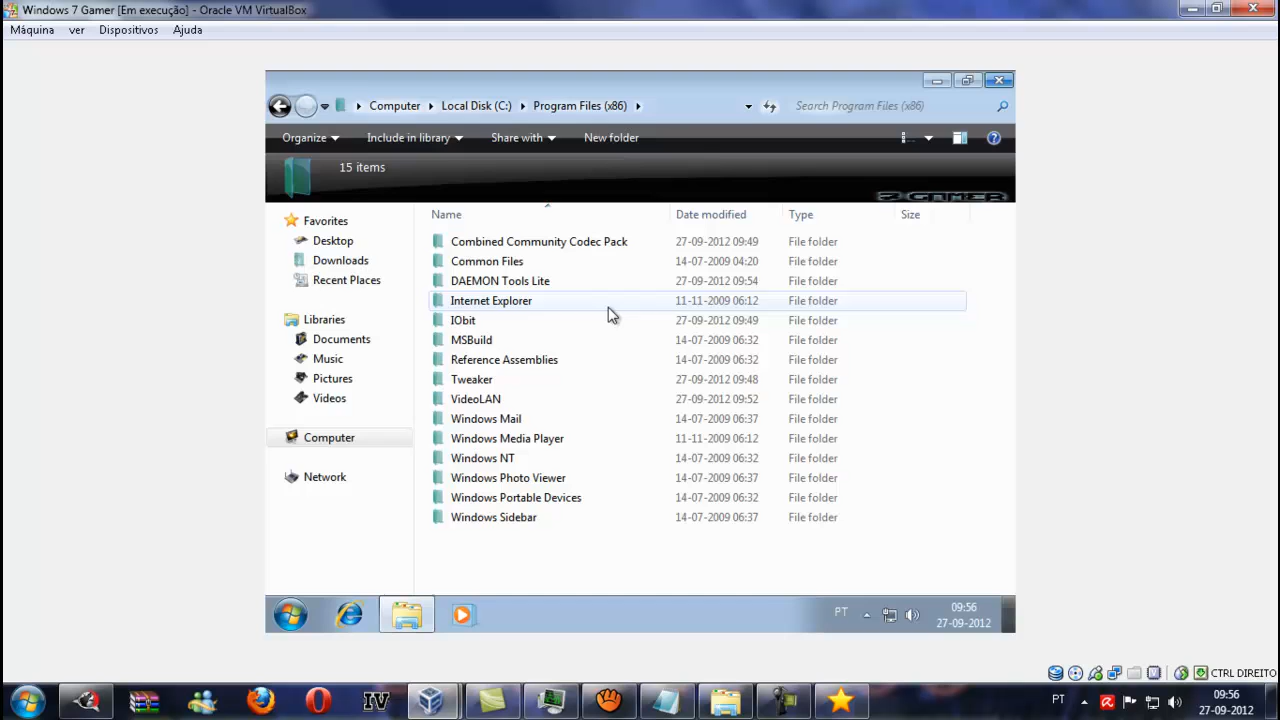 Windows 7 Gamer [Em execução] - Oracle VM VirtualBox
Máquina ver Dispositivos Ajuda
Computer Local Disk (C:) Program Files (x86) Search Program Files (x86)
Organize Include in library Share with New folder
15 items
7-GAMER
Name Date modified Type Size
Favorites
Desktop
Downloads
Recent Places
Libraries
Documents
Music
Pictures
Videos
Computer
Network
Combined Community Codec Pack 27-09-2012 09:49 File folder
Common Files 14-07-2009 04:20 File folder
DAEMON Tools Lite 27-09-2012 09:54 File folder
Internet Explorer 11-11-2009 06:12 File folder
IObit 27-09-2012 09:49 File folder
MSBuild 14-07-2009 06:32 File folder
Reference Assemblies 14-07-2009 06:32 File folder
Tweaker 27-09-2012 09:48 File folder
VideoLAN 27-09-2012 09:52 File folder
Windows Mail 14-07-2009 06:37 File folder
Windows Media Player 11-11-2009 06:12 File folder
Windows NT 14-07-2009 06:32 File folder
Windows Photo Viewer 14-07-2009 06:37 File folder
Windows Portable Devices 14-07-2009 06:32 File folder
Windows Sidebar 14-07-2009 06:37 File folder
PT 09:56
27-09-2012
CTRL DIREITO
IV PT 09:56
27-09-2012